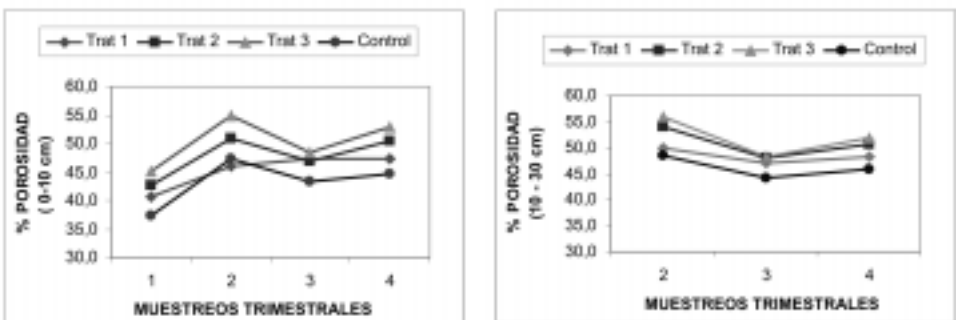 Trat 1 Trat 2 Trat 3 Control
60,0
55,0
50,0
45,0
40,0
35,0
30,0
% POROSIDAD
( 0-10 cm)
1 2 3 4
MUESTREOS TRIMESTRALES
Trat 1 Trat 2 Trat 3 Control
60,0
55,0
50,0
45,0
40,0
35,0
30,0
% POROSIDAD
(10 - 30 cm)
2 3 4
MUESTREOS TRIMESTRALES